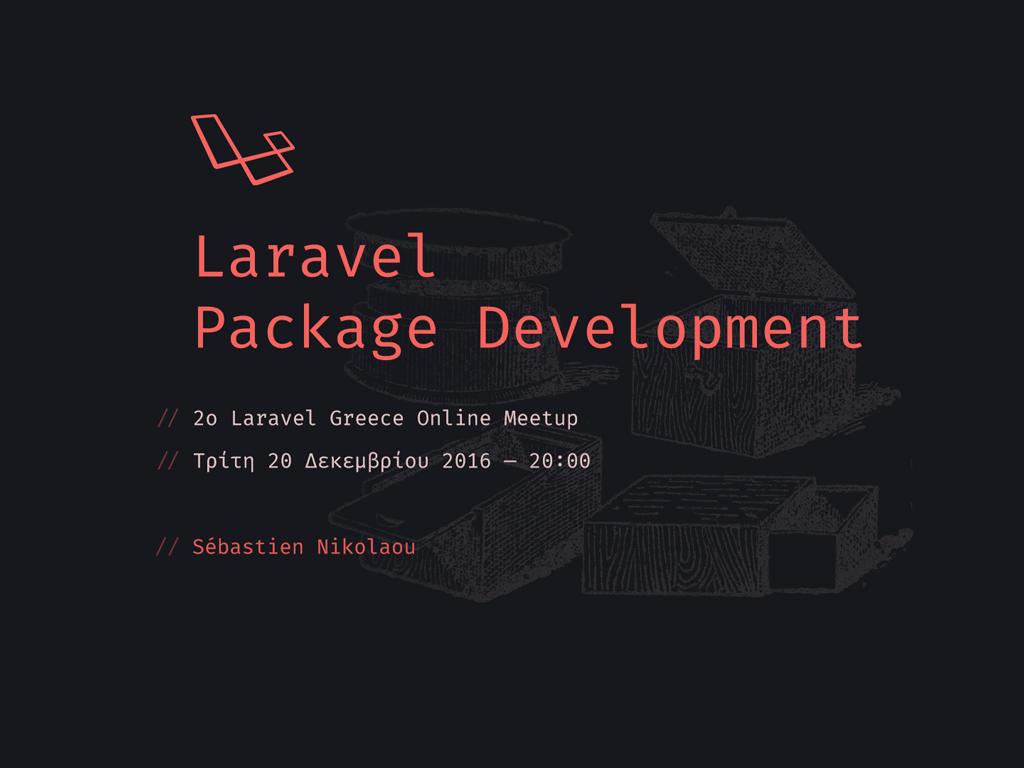 Laravel
Package Development
// 2ο Laravel Greece Online Meetup
// Τρίτη 20 Δεκεμβρίου 2016 — 20:00
// Sébastien Nikolaou